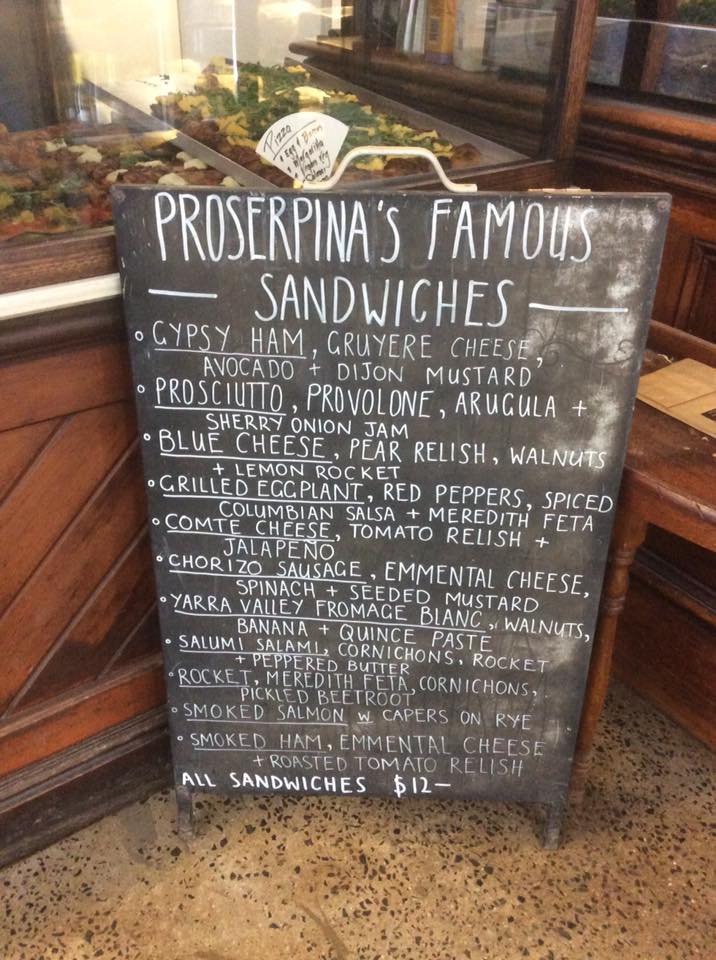 Pizza
PROSERPINA'S FAMOUS
— SANDWICHES —
° GYPSY HAM, GRUYERE CHEESE,
AVOCADO + DIJON MUSTARD
° PROSCIUTTO, PROVOLONE, ARUGULA +
SHERRY ONION JAM
° BLUE CHEESE, PEAR RELISH, WALNUTS
+ LEMON ROCKET
° GRILLED EGGPLANT, RED PEPPERS, SPICED
COLUMBIAN SALSA + MEREDITH FETA
° COMTE CHEESE, TOMATO RELISH +
JALAPEÑO
° CHORIZO SAUSAGE, EMMENTAL CHEESE,
SPINACH + SEEDED MUSTARD
° YARRA VALLEY FROMAGE BLANC, WALNUTS,
BANANA + QUINCE PASTE
° SALUMI SALAMI, CORNICHONS, ROCKET
+ PEPPERED BUTTER
° ROCKET, MEREDITH FETA, CORNICHONS,
PICKLED BEETROOT
° SMOKED SALMON W CAPERS ON RYE
° SMOKED HAM, EMMENTAL CHEESE
+ ROASTED TOMATO RELISH
ALL SANDWICHES $12—